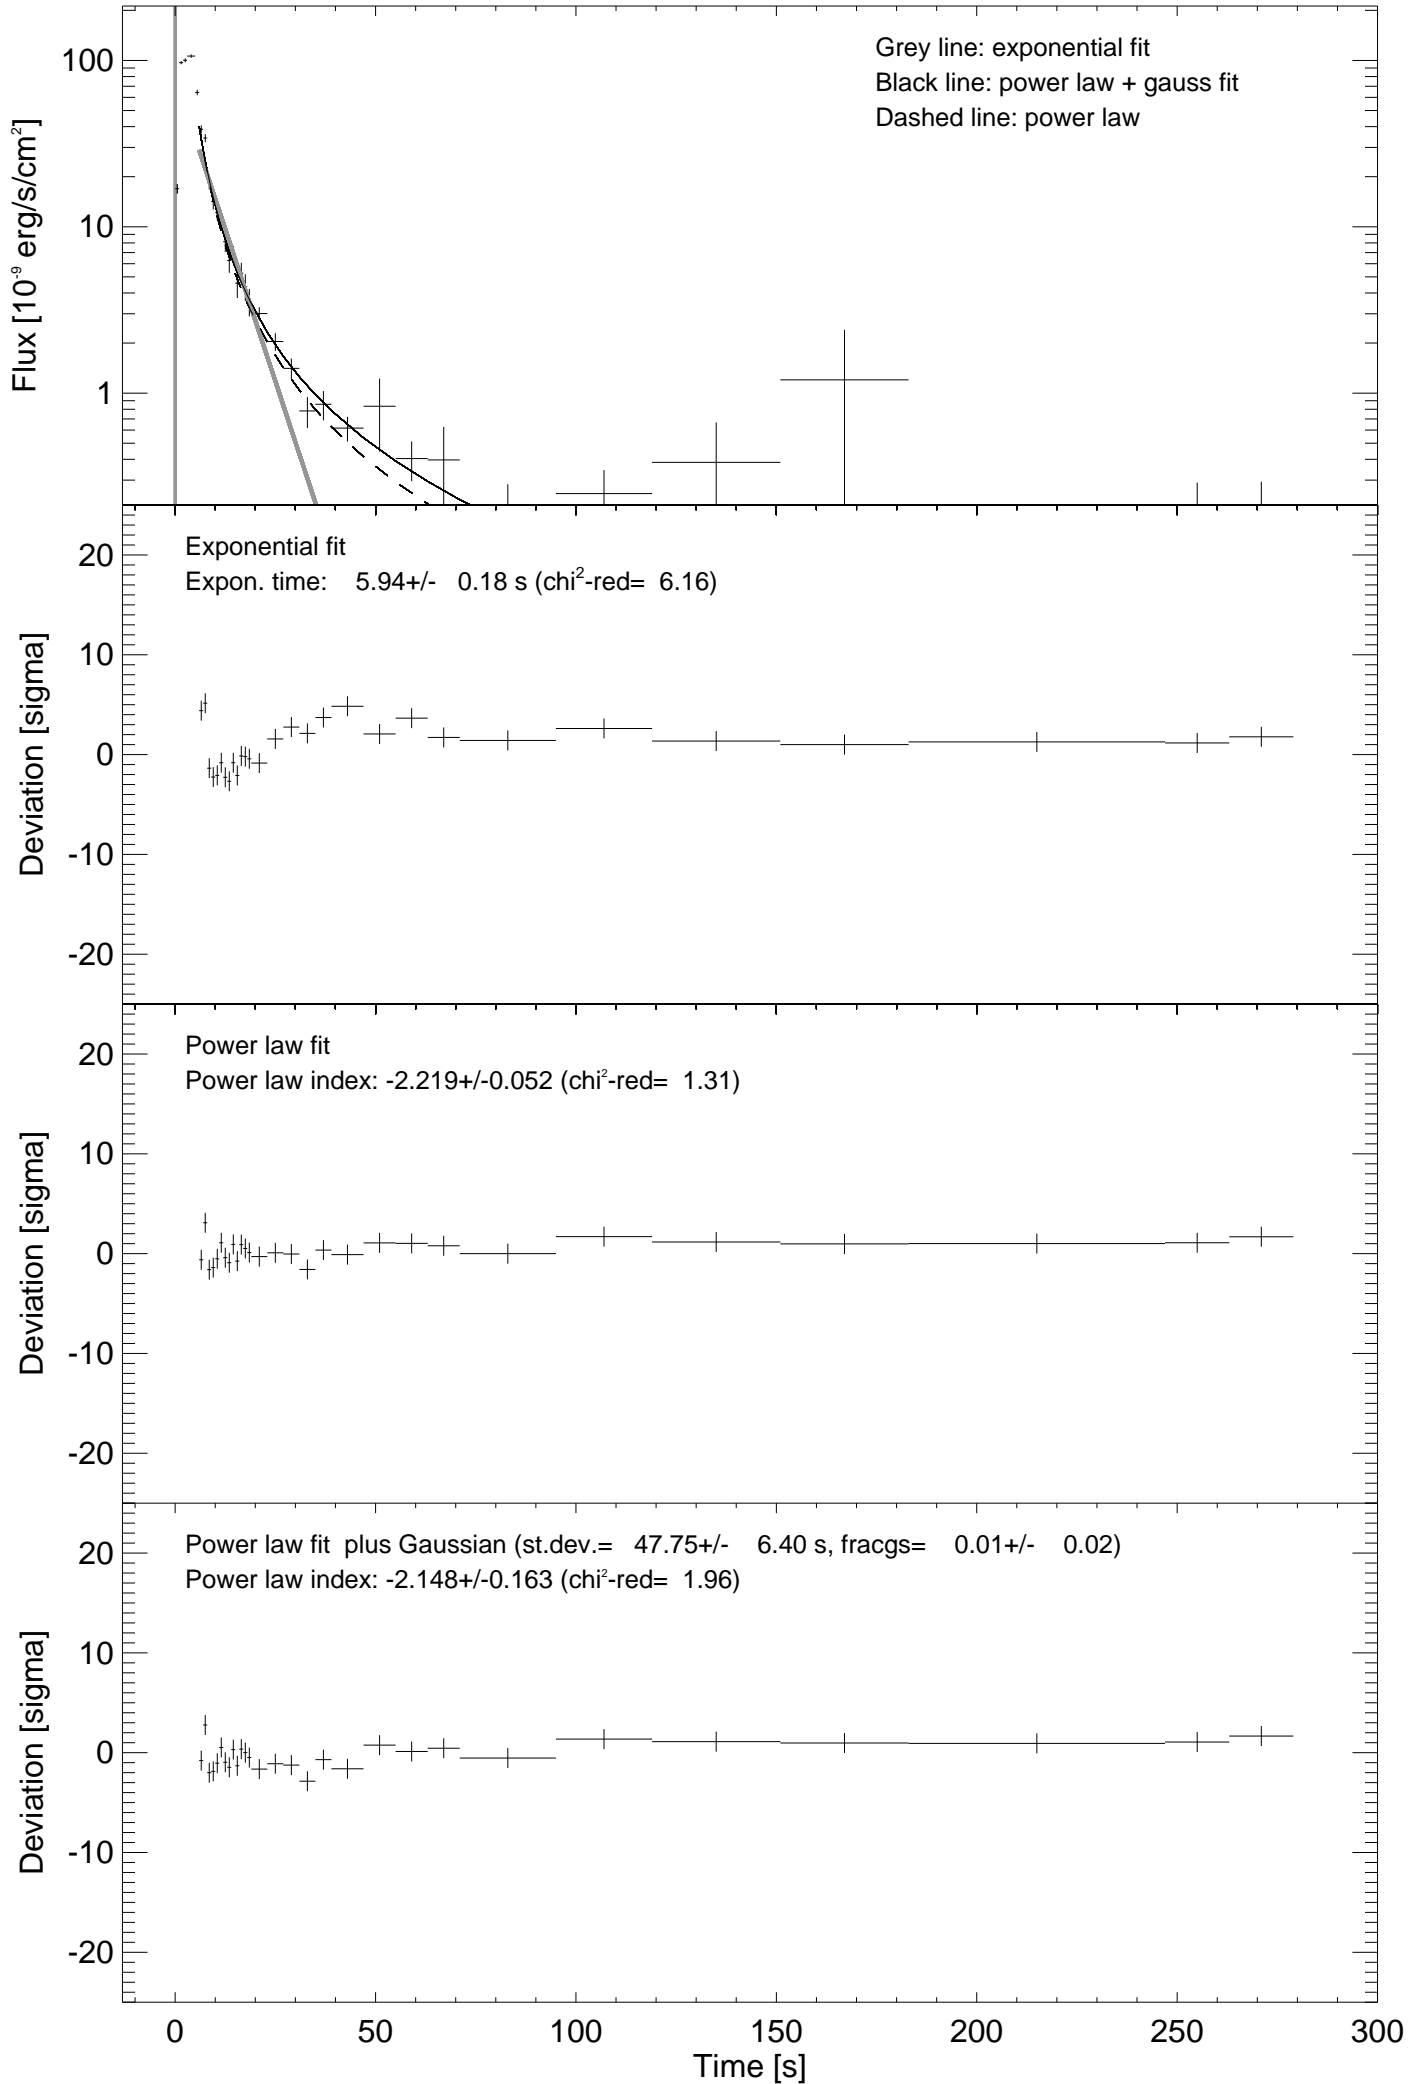 Grey line: exponential fit
Black line: power law + gauss fit
Dashed line: power law
100
10
1
Flux [10⁻⁹ erg/s/cm²]
Exponential fit
Expon. time: 5.94+/- 0.18 s (chi²-red= 6.16)
20
10
0
-10
-20
Deviation [sigma]
Power law fit
Power law index: -2.219+/-0.052 (chi²-red= 1.31)
20
10
0
-10
-20
Deviation [sigma]
Power law fit plus Gaussian (st.dev.= 47.75+/- 6.40 s, fracgs= 0.01+/- 0.02)
Power law index: -2.148+/-0.163 (chi²-red= 1.96)
20
10
0
-10
-20
Deviation [sigma]
0 50 100 150 200 250 300
Time [s]